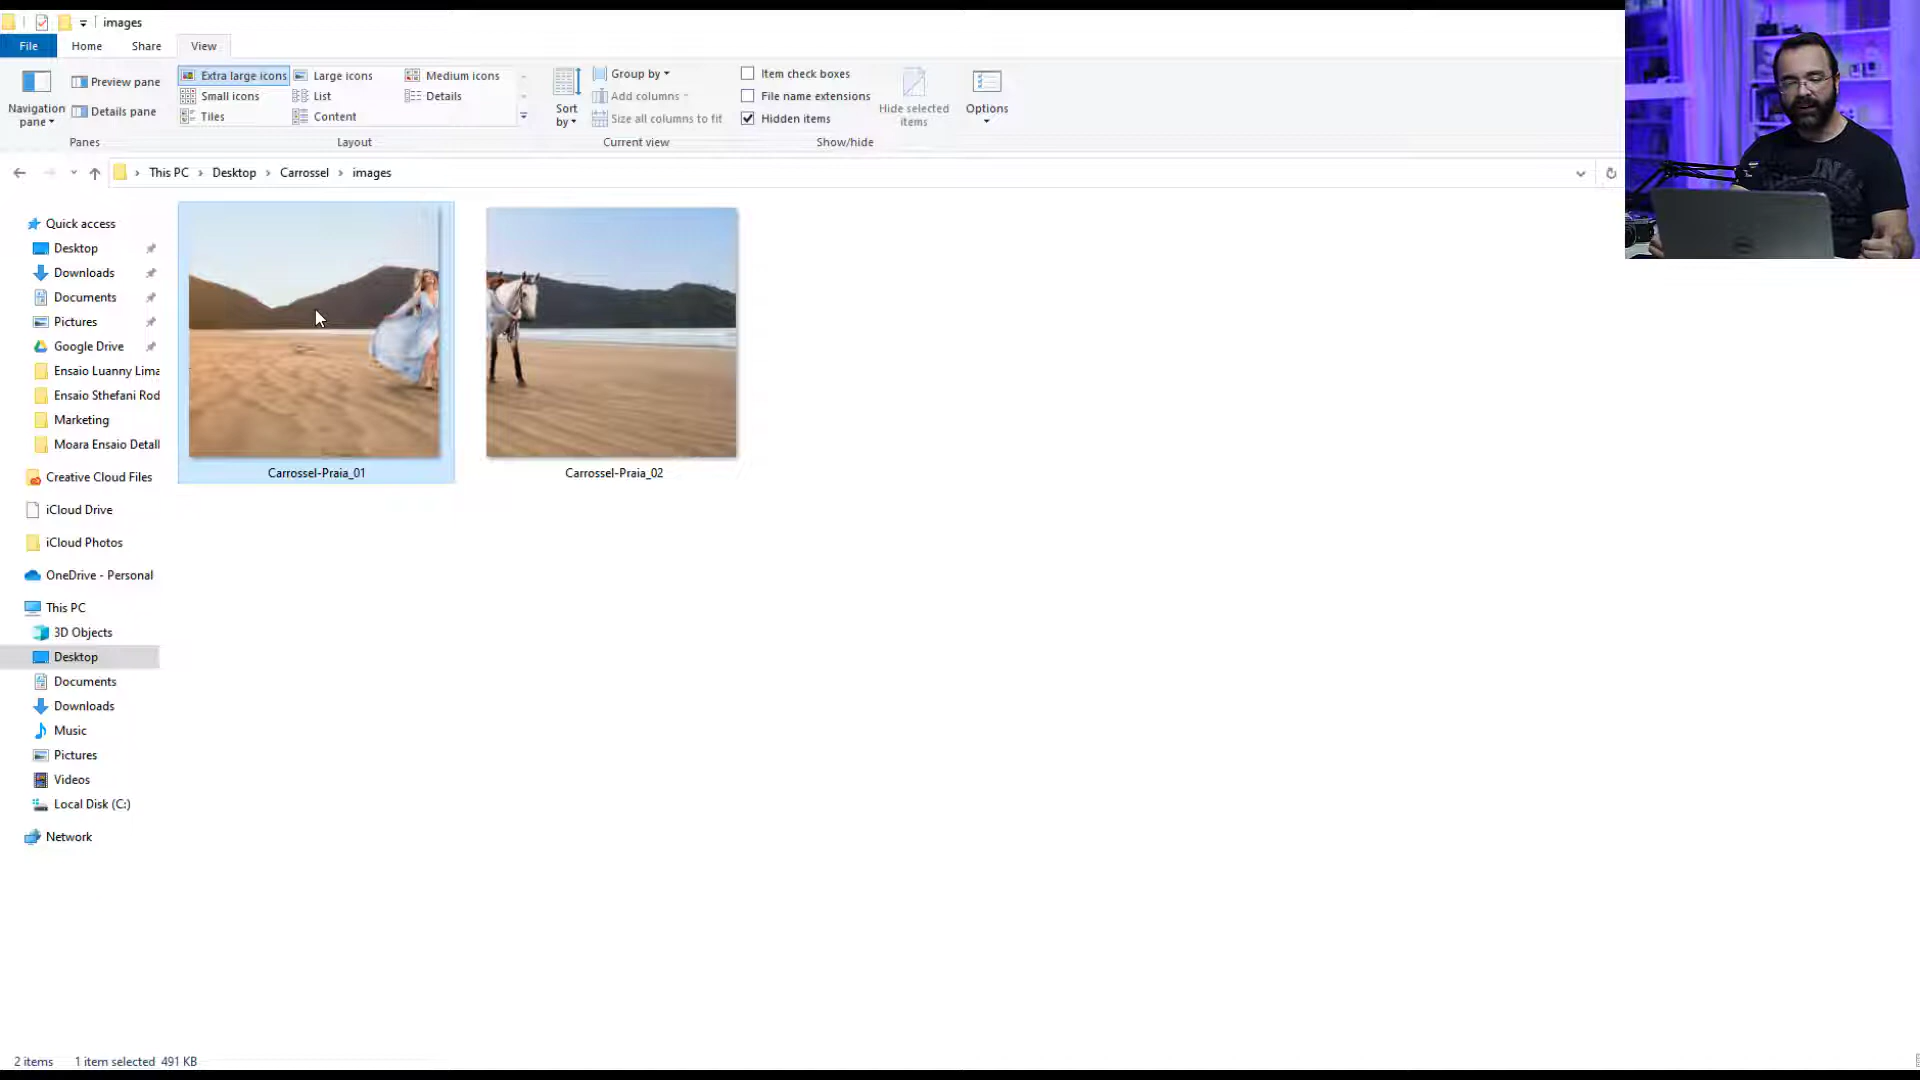 images
File Home Share View
Navigation pane
Preview pane
Details pane
Panes
Extra large icons Large icons Medium icons
Small icons List Details
Tiles Content
Layout
Sort by
Group by
Add columns
Size all columns to fit
Current view
Item check boxes
File name extensions
Hidden items
Hide selected items
Show/hide
Options
This PC Desktop Carrossel images
Quick access
Desktop
Downloads
Documents
Pictures
Google Drive
Ensaio Luanny Lima
Ensaio Sthefani Rod
Marketing
Moara Ensaio Detall
Creative Cloud Files
iCloud Drive
iCloud Photos
OneDrive - Personal
This PC
3D Objects
Desktop
Documents
Downloads
Music
Pictures
Videos
Local Disk (C:)
Network
Carrossel-Praia_01
Carrossel-Praia_02
2 items 1 item selected 491 KB